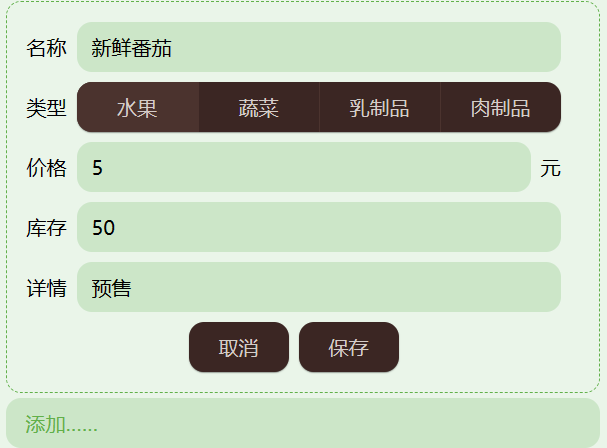 名称 新鲜番茄
类型 水果 蔬菜 乳制品 肉制品
价格 5 元
库存 50
详情 预售
取消 保存
添加......